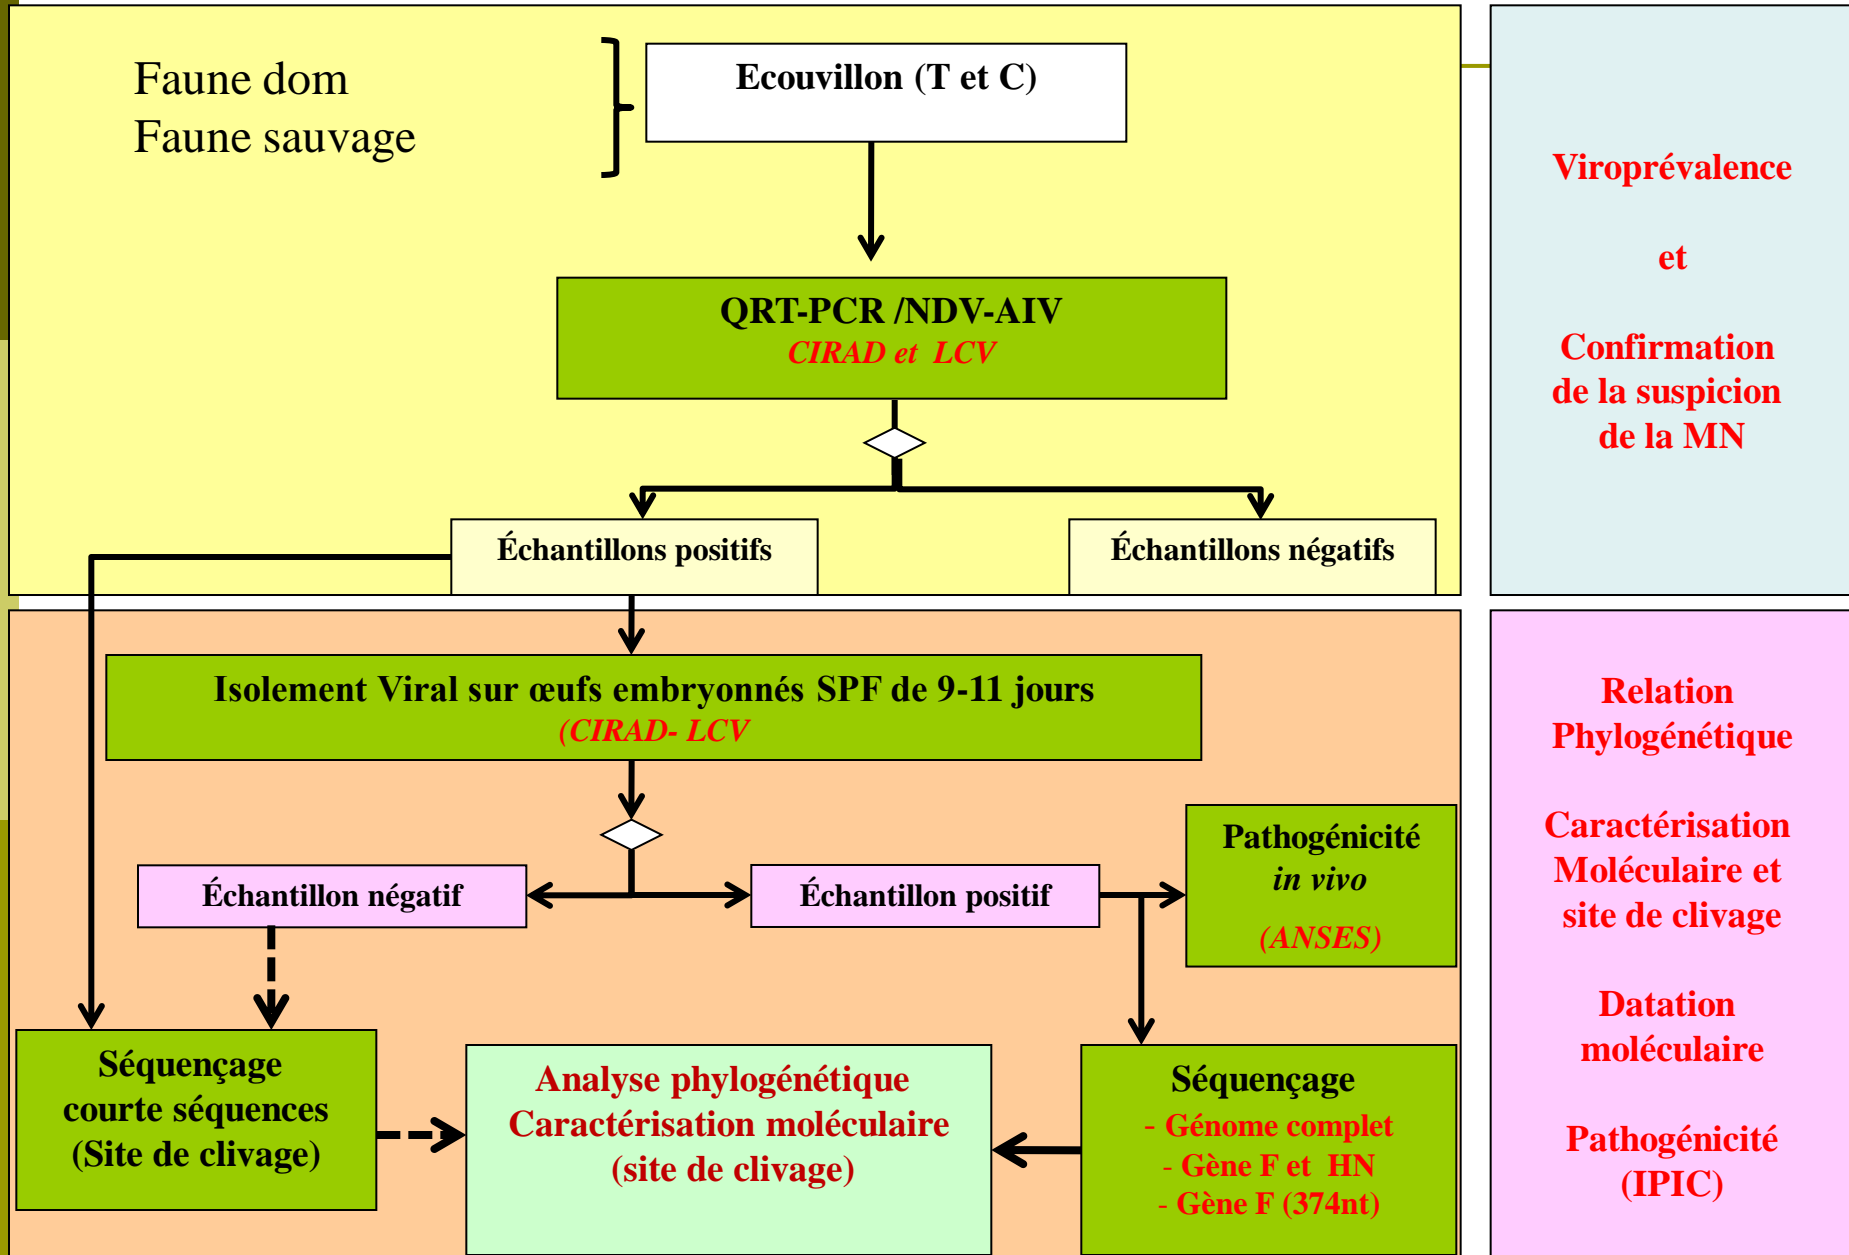 Faune dom
Faune sauvage
Ecouvillon (T et C)
QRT-PCR /NDV-AIV
CIRAD et LCV
Échantillons positifs
Échantillons négatifs
Viroprévalence
et
Confirmation
de la suspicion
de la MN
Isolement Viral sur œufs embryonnés SPF de 9-11 jours
(CIRAD- LCV
Échantillon négatif
Échantillon positif
Pathogénicité
in vivo
(ANSES)
Séquençage
courte séquences
(Site de clivage)
Analyse phylogénétique
Caractérisation moléculaire
(site de clivage)
Séquençage
- Génome complet
- Gène F et HN
- Gène F (374nt)
Relation
Phylogénétique
Caractérisation
Moléculaire et
site de clivage
Datation
moléculaire
Pathogénicité
(IPIC)